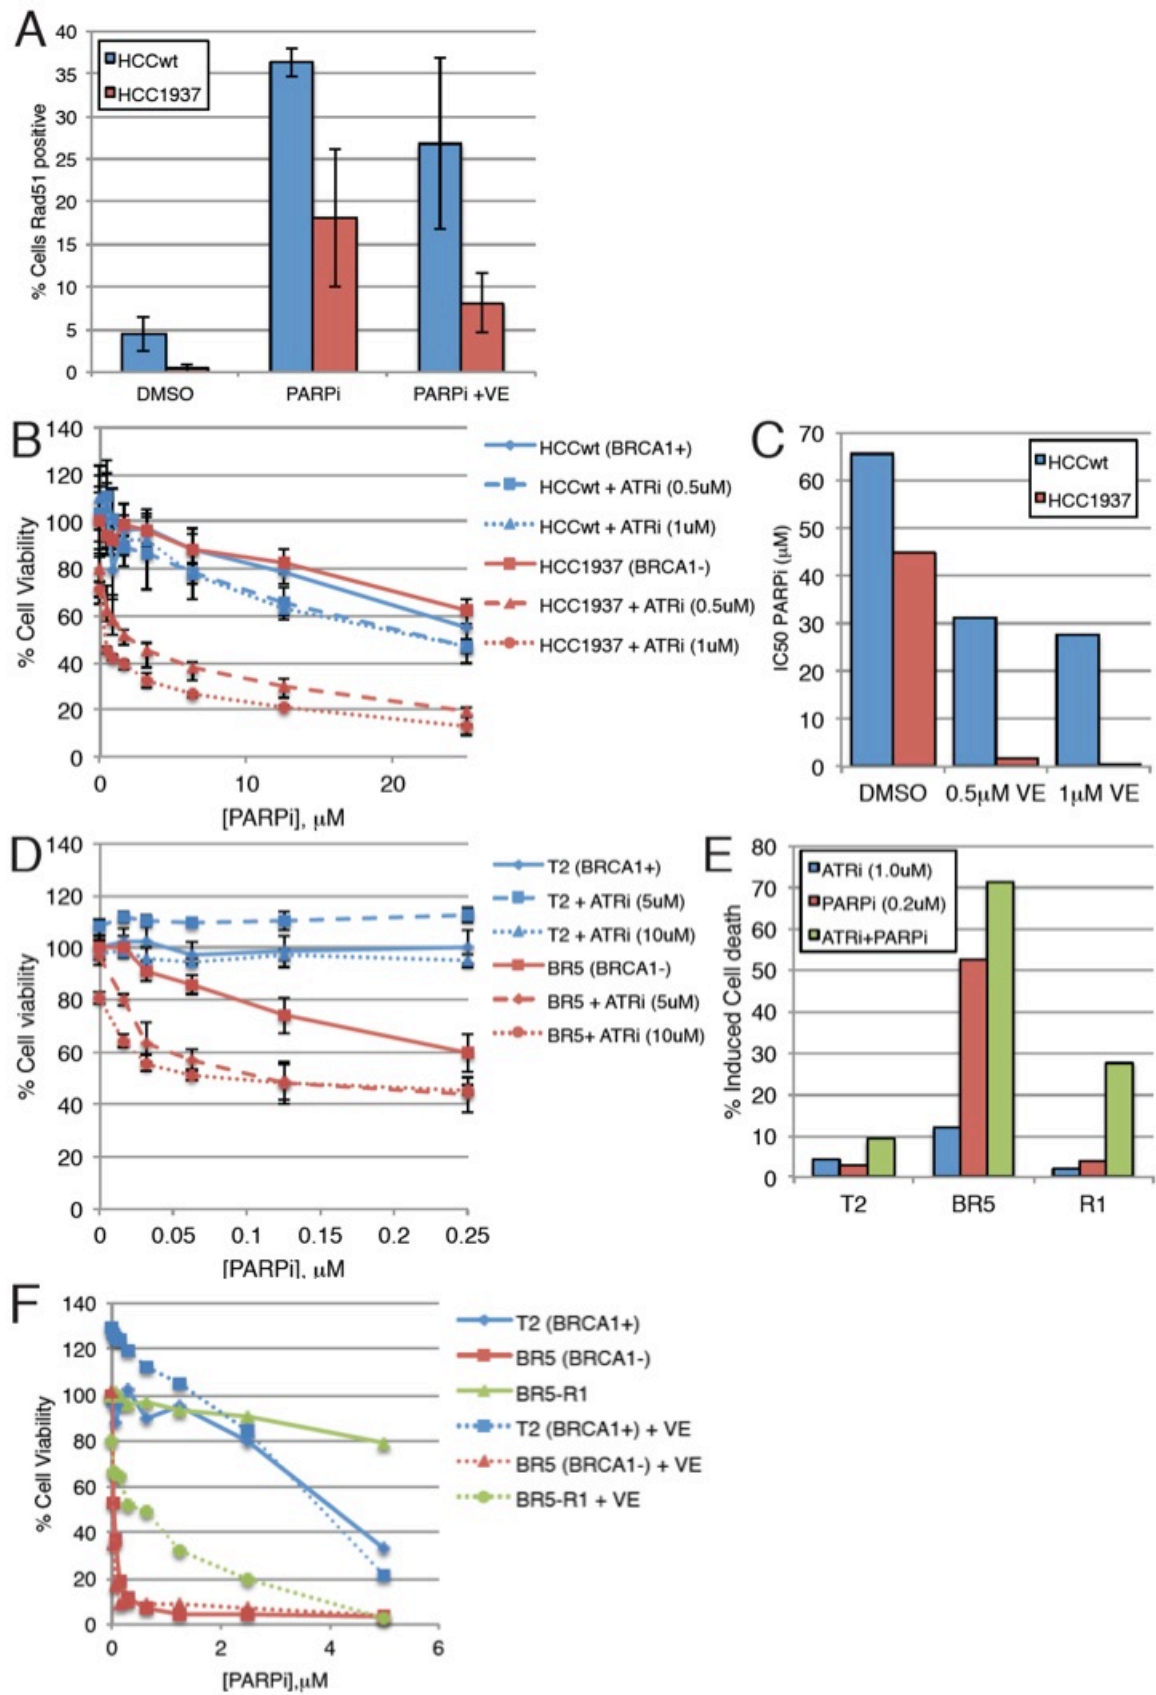 A
40
35
30
25
20
15
10
5
0
% Cells Rad51 positive
HCCwt
HCC1937
DMSO PARPi PARPi +VE
B
140
120
100
80
60
40
20
0
% Cell Viability
0 10 20
[PARPi], μM
HCCwt (BRCA1+)
HCCwt + ATRi (0.5uM)
HCCwt + ATRi (1uM)
HCC1937 (BRCA1-)
HCC1937 + ATRi (0.5uM)
HCC1937 + ATRi (1uM)
C
70
60
50
40
30
20
10
0
IC50 PARPi (μM)
HCCwt
HCC1937
DMSO 0.5μM VE 1μM VE
D
140
120
100
80
60
40
20
0
% Cell viability
0 0.05 0.1 0.15 0.2 0.25
[PARPi], μM
T2 (BRCA1+)
T2 + ATRi (5uM)
T2 + ATRi (10uM)
BR5 (BRCA1-)
BR5 + ATRi (5uM)
BR5+ ATRi (10uM)
E
80
70
60
50
40
30
20
10
0
% Induced Cell death
ATRi (1.0uM)
PARPi (0.2uM)
ATRi+PARPi
T2 BR5 R1
F
140
120
100
80
60
40
20
0
% Cell Viability
0 2 4 6
[PARPi],μM
T2 (BRCA1+)
BR5 (BRCA1-)
BR5-R1
T2 (BRCA1+) + VE
BR5 (BRCA1-) + VE
BR5-R1 + VE